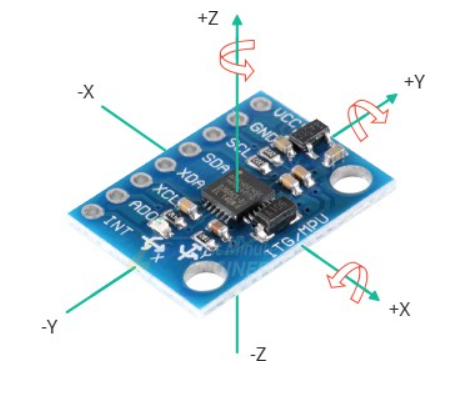 +Z
+Y
-X
VCC
GND
SCL
SDA
XDA
XCL
ADO
INT
ITG/MPU
X
Y
+X
-Y
-Z